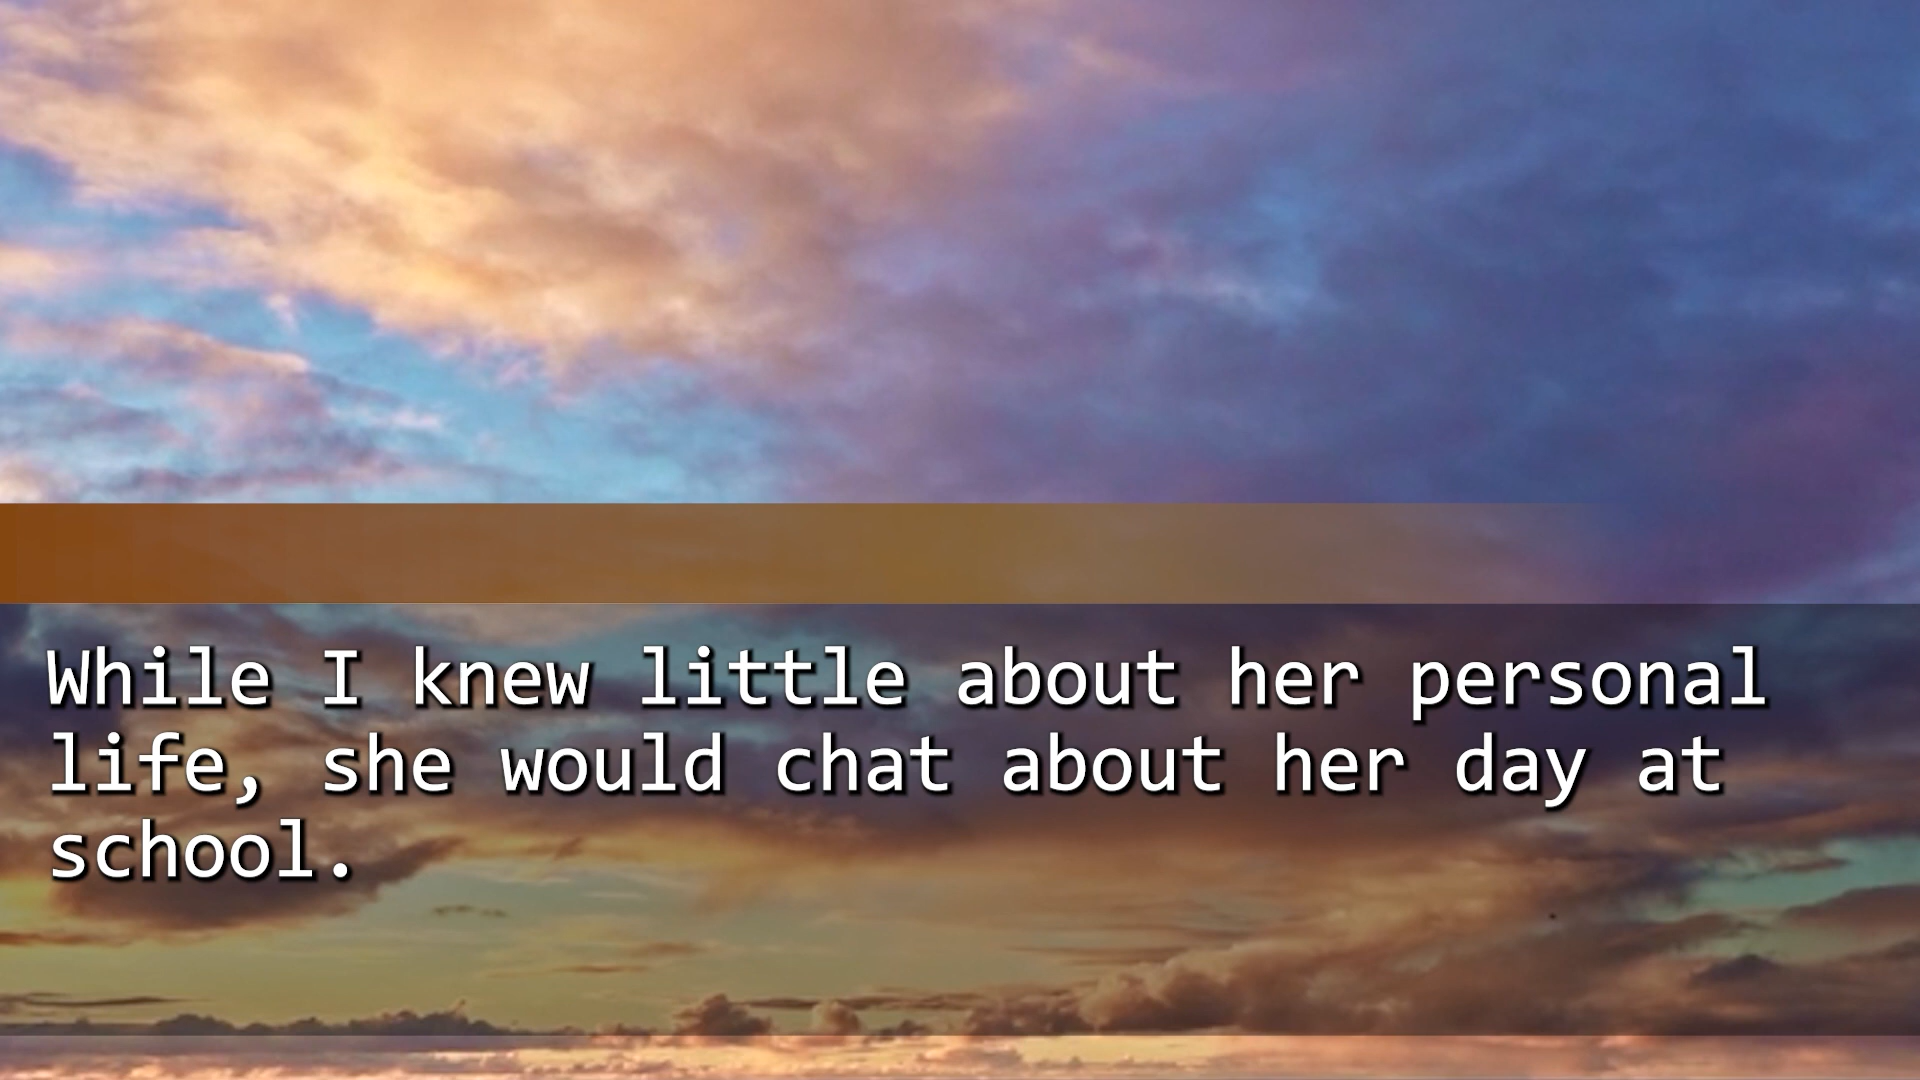 While I knew little about her personal
life, she would chat about her day at
school.